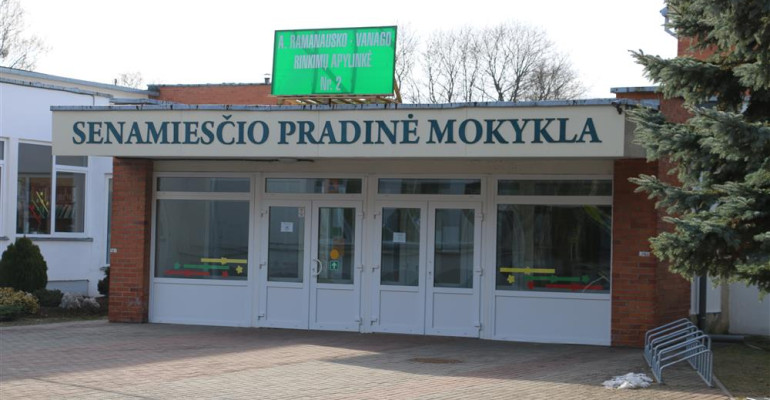 A. RAMANAUSKO - VANAGO
RINKIMŲ APYLINKĖ
Nr. 2
SENAMIESČIO PRADINĖ MOKYKLA